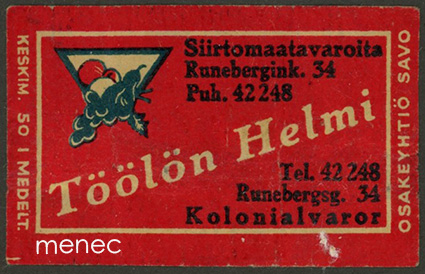 KESKIM. 50 I MEDELT.
Siirtomaatavaroita
Runebergink. 34
Puh. 42 248
Töölön Helmi
Tel. 42 248
Runebergsg. 34
Kolonialvaror
OSAKEYHTIÖ SAVO
menec